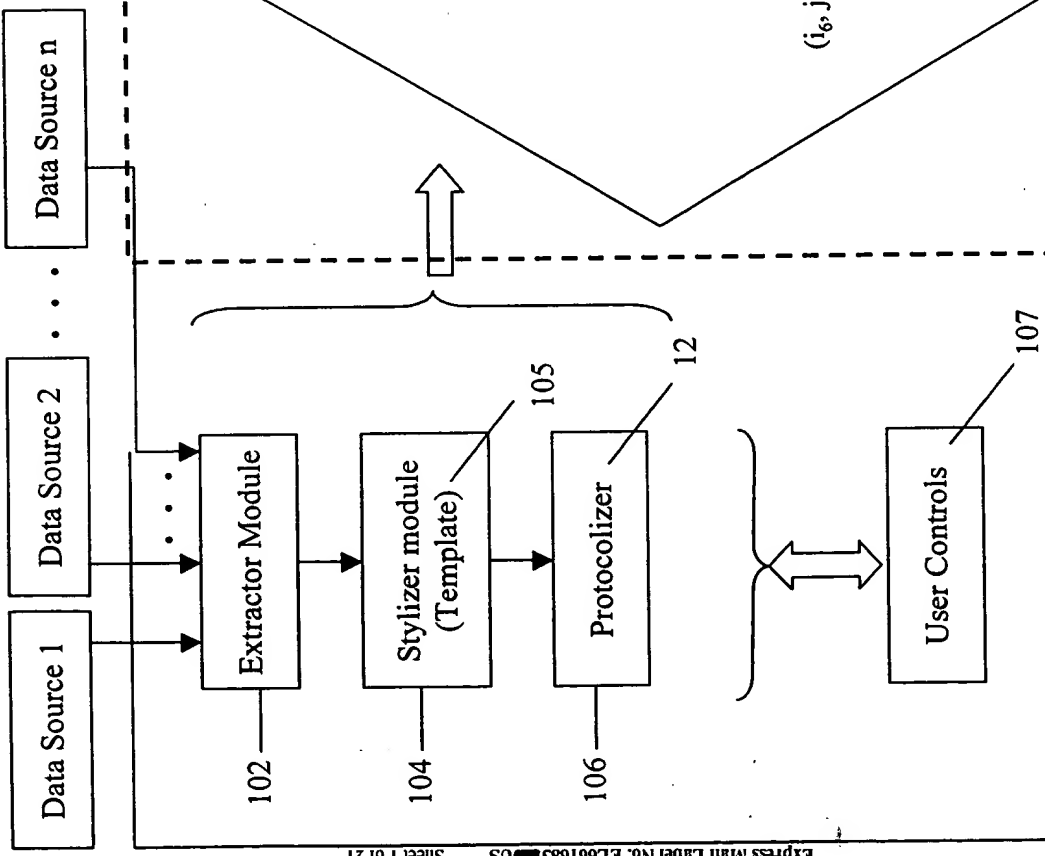 Data Source 1
Data Source 2
. . .
Data Source n
. . . .
102
Extractor Module
104
Stylizer module
(Template)
105
106
Protocolizer
12
User Controls
107
(i₆, j
Express Mail Label No.
Sheet 1 of 21